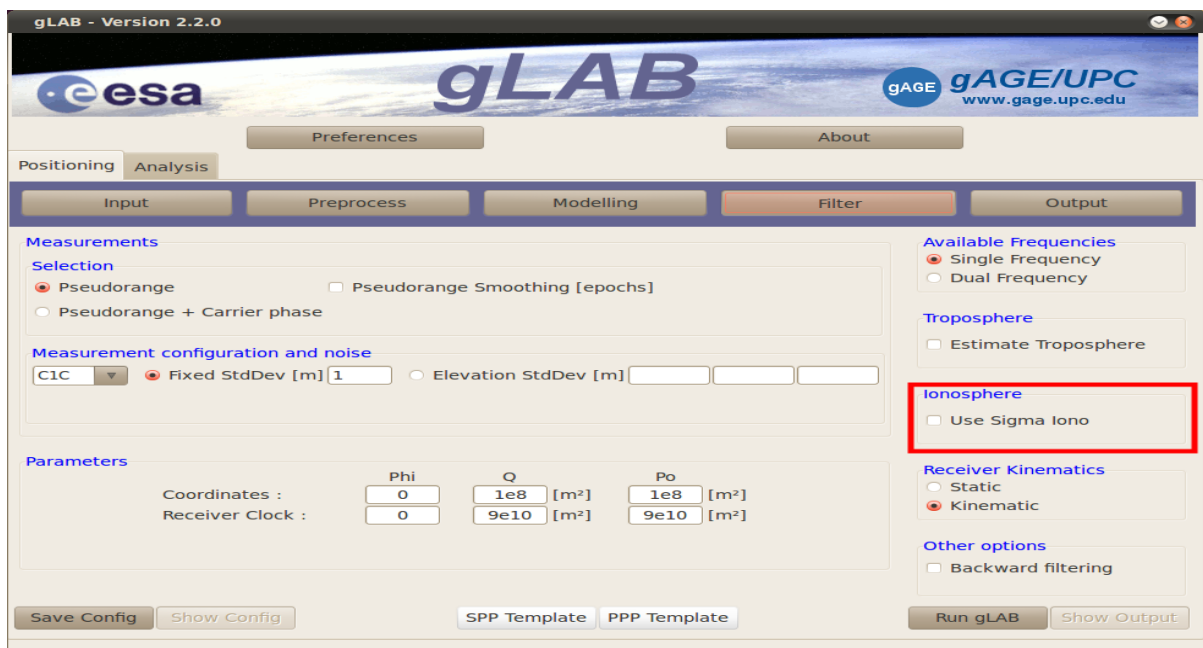 gLAB - Version 2.2.0
esa
gLAB
gAGE gAGE/UPC
www.gage.upc.edu
Preferences About
Positioning Analysis
Input Preprocess Modelling Filter Output
Measurements
Selection
Pseudorange Pseudorange Smoothing [epochs]
Pseudorange + Carrier phase
Measurement configuration and noise
C1C Fixed StdDev [m] 1 Elevation StdDev [m]
Parameters
Phi Q Po
Coordinates : 0 1e8 [m²] 1e8 [m²]
Receiver Clock : 0 9e10 [m²] 9e10 [m²]
Available Frequencies
Single Frequency
Dual Frequency
Troposphere
Estimate Troposphere
Ionosphere
Use Sigma Iono
Receiver Kinematics
Static
Kinematic
Other options
Backward filtering
Save Config Show Config SPP Template PPP Template Run gLAB Show Output